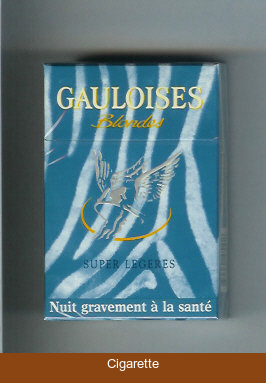 GAULOISES
Blondes
SUPER LEGERES
Nuit gravement à la santé
Cigarette